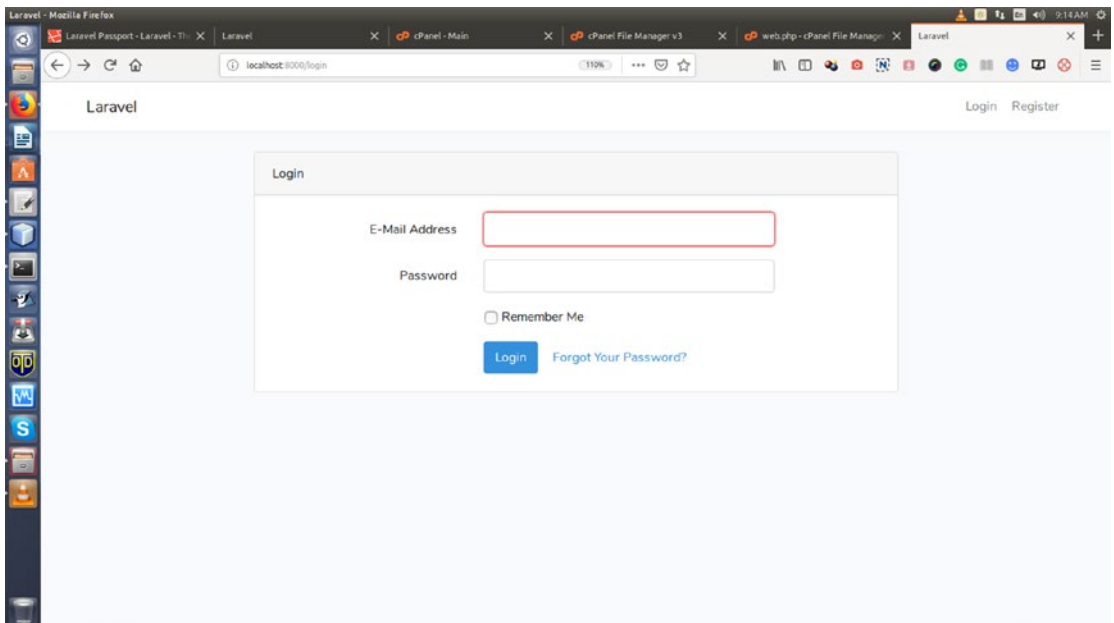 Laravel - Mozilla Firefox
9:14AM
Laravel Passport - Laravel - Th
Laravel
cPanel - Main
cPanel File Manager v3
web.php - cPanel File Manager
Laravel
localhost:8000/login
110%
Laravel
Login Register
Login
E-Mail Address
Password
Remember Me
Login Forgot Your Password?